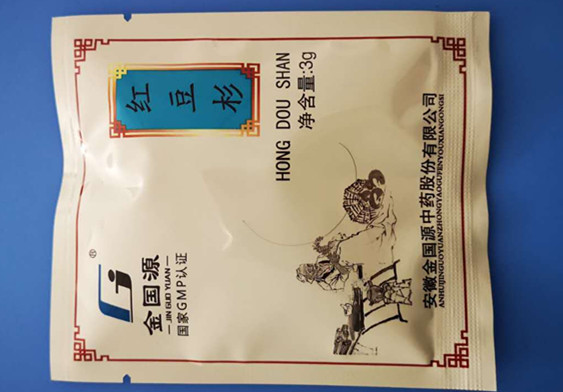 红豆杉
HONG DOU SHAN
净含量:3g
®
金国源
JIN GUO YUAN
国家GMP认证
安徽金国源中药股份有限公司
ANHUIJINGUOYUANZHONGYAOGUFENYOUXIANGONGSI